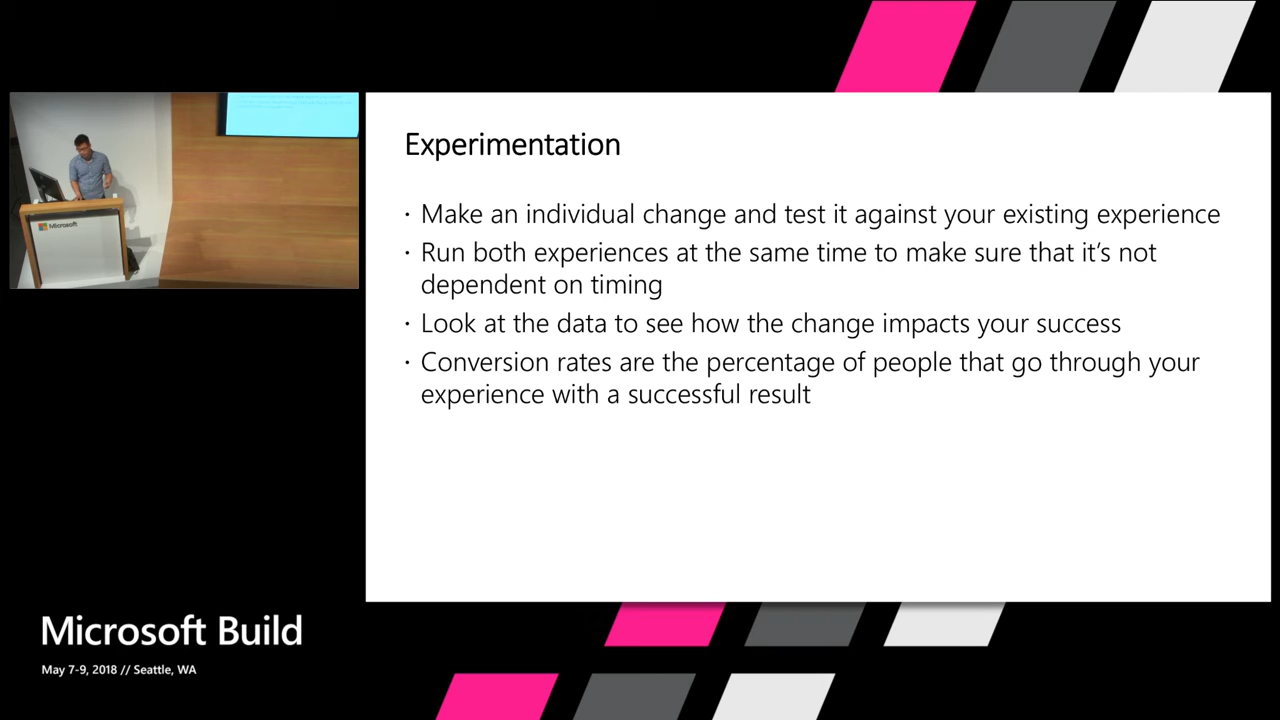 Experimentation
· Make an individual change and test it against your existing experience
· Run both experiences at the same time to make sure that it's not
dependent on timing
· Look at the data to see how the change impacts your success
· Conversion rates are the percentage of people that go through your
experience with a successful result
Microsoft
Microsoft Build
May 7-9, 2018 // Seattle, WA